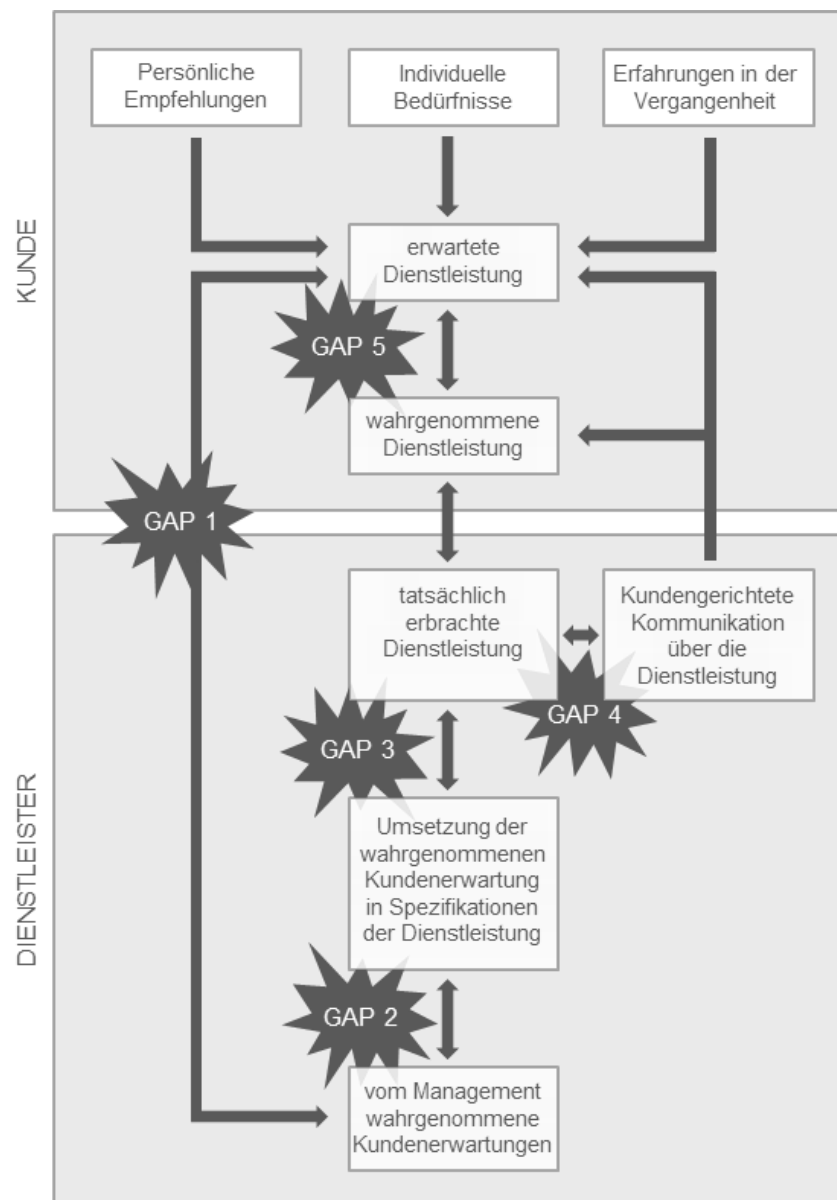 KUNDE
Persönliche
Empfehlungen
Individuelle
Bedürfnisse
Erfahrungen in der
Vergangenheit
erwartete
Dienstleistung
GAP 5
wahrgenommene
Dienstleistung
GAP 1
DIENSTLEISTER
tatsächlich
erbrachte
Dienstleistung
Kundengerichtete
Kommunikation
über die
Dienstleistung
GAP 4
GAP 3
Umsetzung der
wahrgenommenen
Kundenerwartung
in Spezifikationen
der Dienstleistung
GAP 2
vom Management
wahrgenommene
Kundenerwartungen